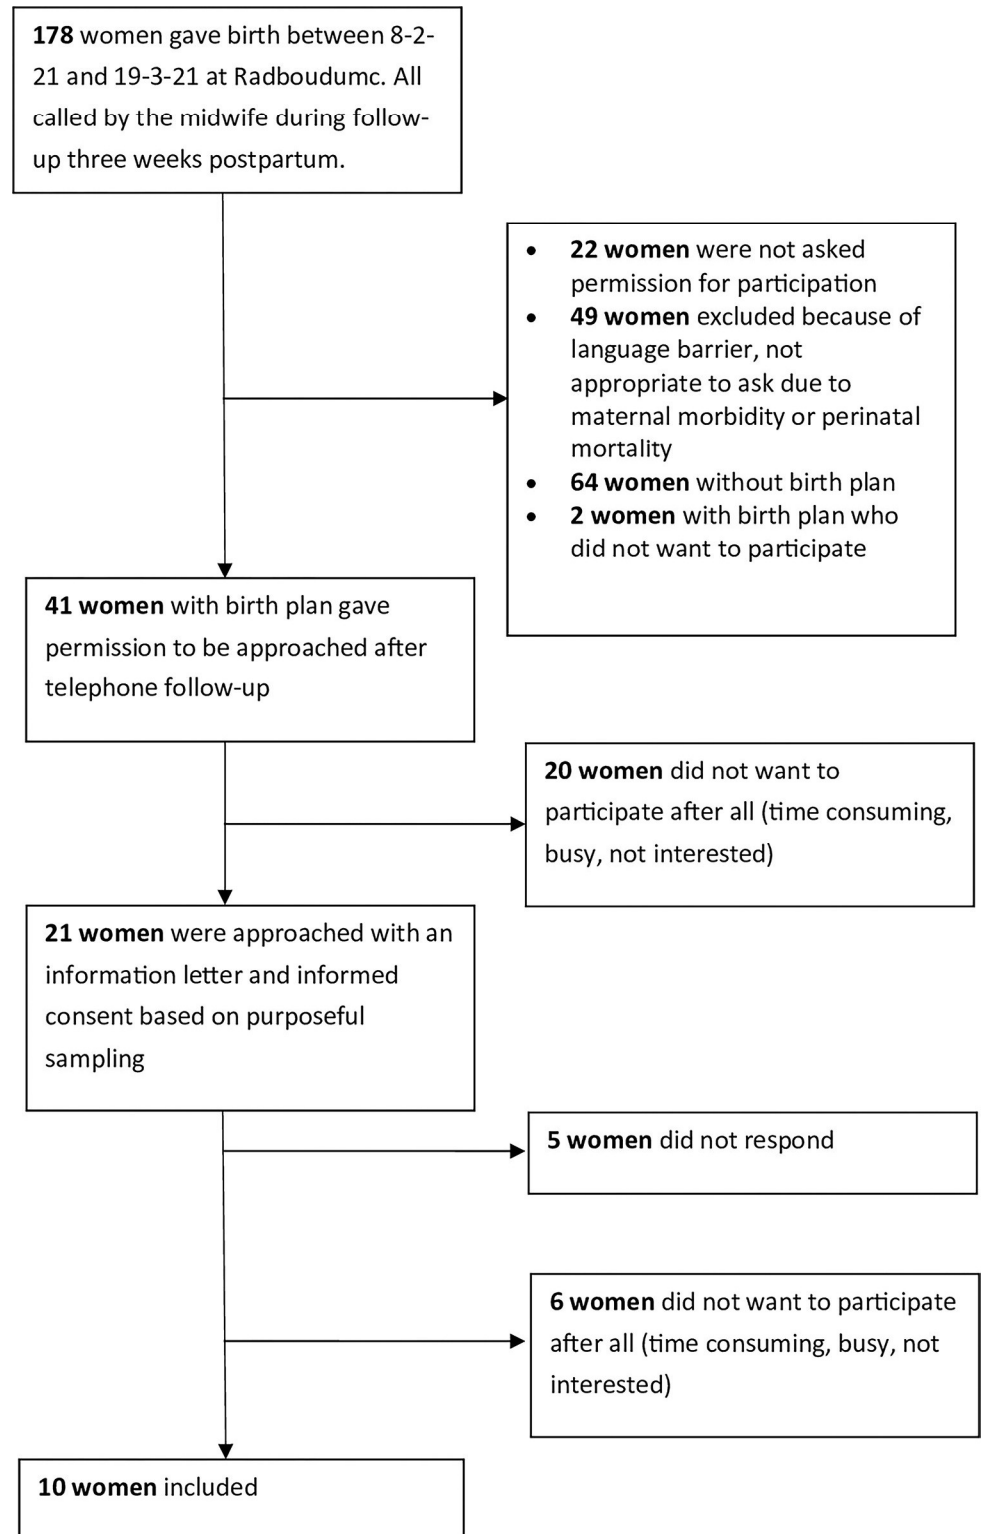 178 women gave birth between 8-2-
21 and 19-3-21 at Radboudumc. All
called by the midwife during follow-
up three weeks postpartum.
• 22 women were not asked
permission for participation
• 49 women excluded because of
language barrier, not
appropriate to ask due to
maternal morbidity or perinatal
mortality
• 64 women without birth plan
• 2 women with birth plan who
did not want to participate
41 women with birth plan gave
permission to be approached after
telephone follow-up
20 women did not want to
participate after all (time consuming,
busy, not interested)
21 women were approached with an
information letter and informed
consent based on purposeful
sampling
5 women did not respond
6 women did not want to participate
after all (time consuming, busy, not
interested)
10 women included